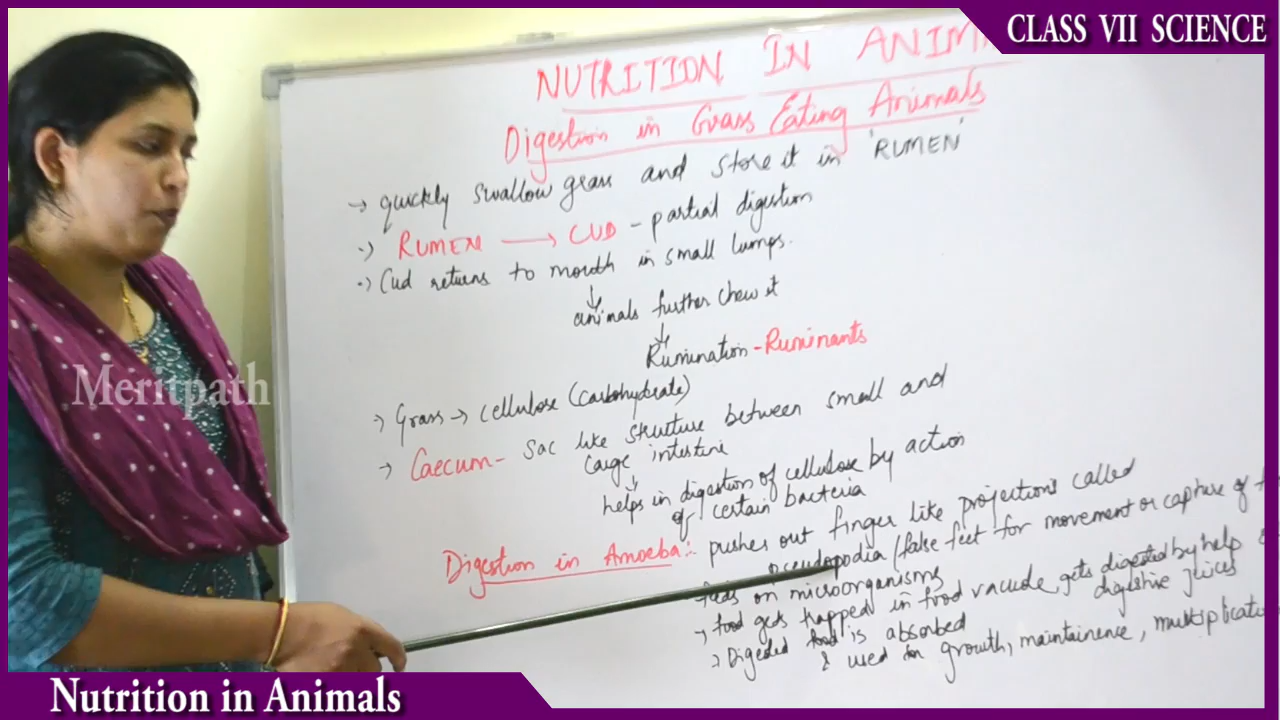 CLASS VII SCIENCE
NUTRITION IN
Digestion in Grass Eating Animals
→ quickly swallow grass and store it in 'RUMEN'
→ RUMEN → CUD - partial digestion
→ Cud returns to mouth in small lumps.
↓
animals further chew it
↓
Rumination - Ruminants
→ Grass → cellulose (Carbohydrate)
→ Caecum - Sac like structure between small and
large intestine
↓
helps in digestion of cellulose by action
of certain bacteria
Digestion in Amoeba :- pushes out finger like projections called
pseudopodia / false feet for movement or capture of
feeds on microorganisms
→ food gets trapped in food vacuole, gets digested by help
digestive juices
→ Digested food is absorbed
& used for growth, maintainence,
Meritpath
Nutrition in Animals